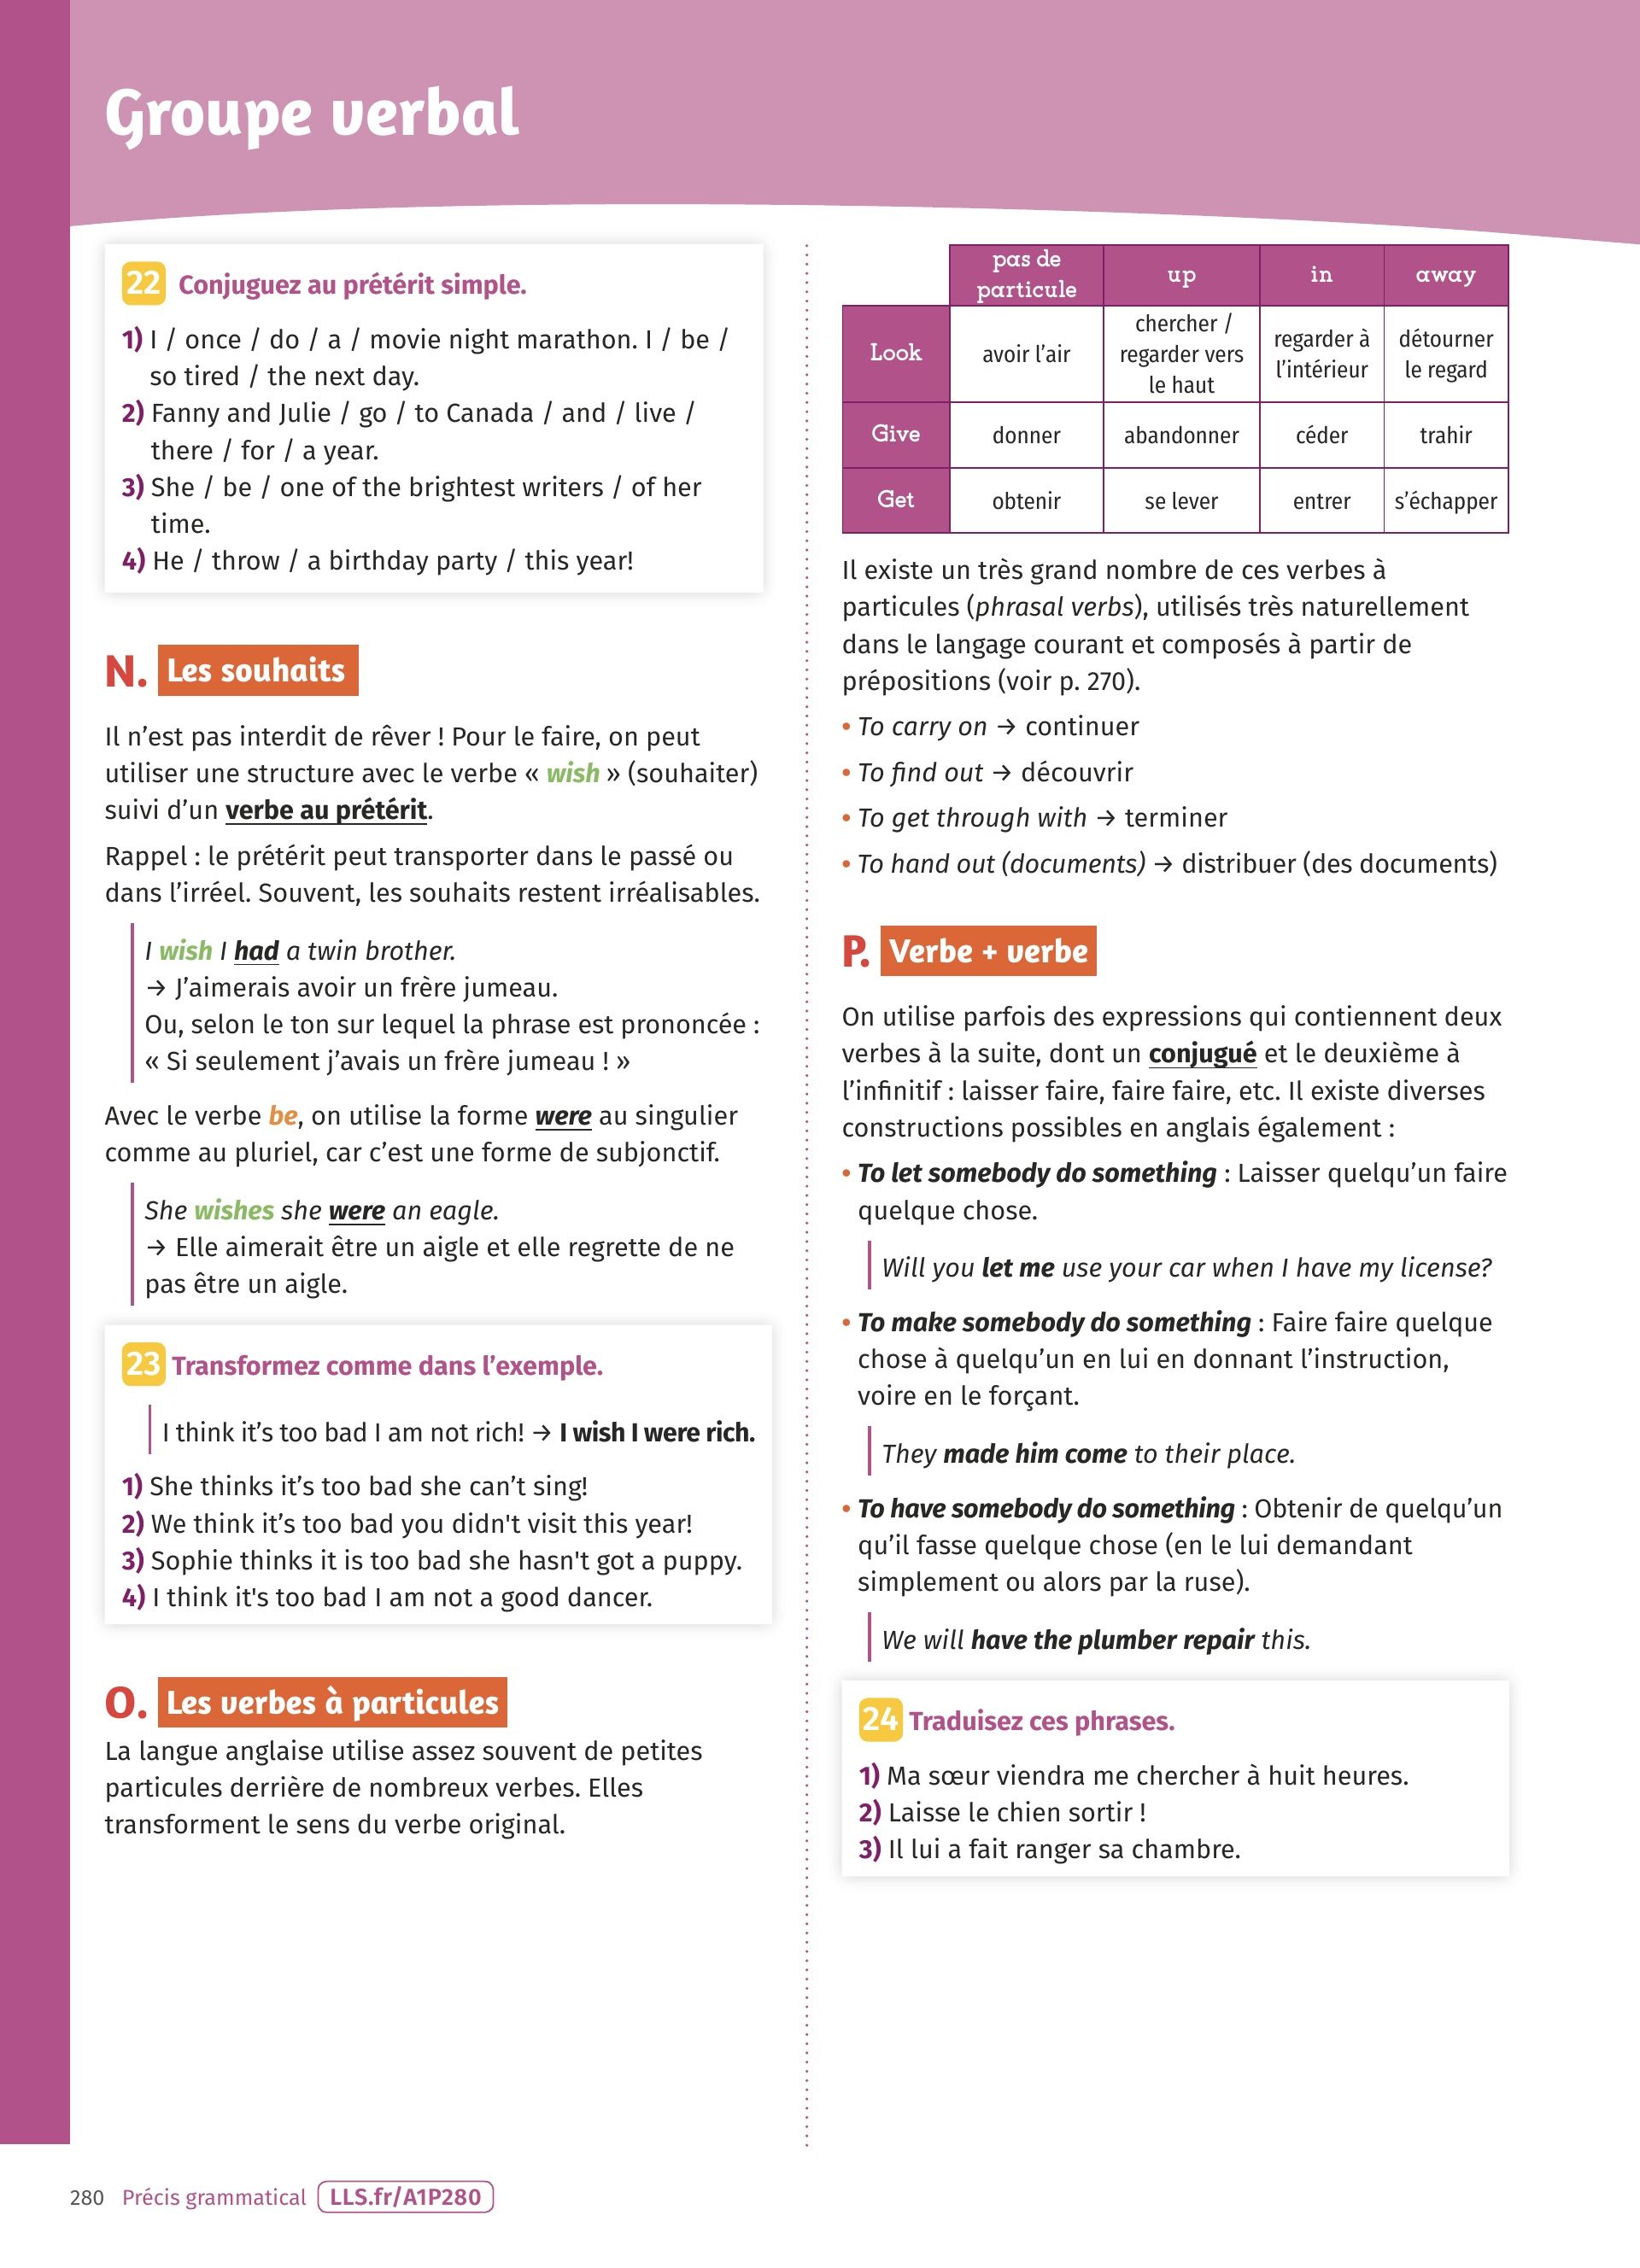 Groupe verbal
22 Conjuguez au prétérit simple.
1) I / once / do / a / movie night marathon. I / be /
so tired / the next day.
2) Fanny and Julie / go / to Canada / and / live /
there / for / a year.
3) She / be / one of the brightest writers / of her
time.
4) He / throw / a birthday party / this year!
N. Les souhaits
Il n’est pas interdit de rêver ! Pour le faire, on peut
utiliser une structure avec le verbe « wish » (souhaiter)
suivi d’un verbe au prétérit.
Rappel : le prétérit peut transporter dans le passé ou
dans l’irréel. Souvent, les souhaits restent irréalisables.
I wish I had a twin brother.
→ J’aimerais avoir un frère jumeau.
Ou, selon le ton sur lequel la phrase est prononcée :
« Si seulement j’avais un frère jumeau ! »
Avec le verbe be, on utilise la forme were au singulier
comme au pluriel, car c’est une forme de subjonctif.
She wishes she were an eagle.
→ Elle aimerait être un aigle et elle regrette de ne
pas être un aigle.
23 Transformez comme dans l’exemple.
I think it’s too bad I am not rich! → I wish I were rich.
1) She thinks it’s too bad she can’t sing!
2) We think it’s too bad you didn't visit this year!
3) Sophie thinks it is too bad she hasn't got a puppy.
4) I think it's too bad I am not a good dancer.
O. Les verbes à particules
La langue anglaise utilise assez souvent de petites
particules derrière de nombreux verbes. Elles
transforment le sens du verbe original.
pas de
particule
up
in
away
Look
avoir l’air
chercher /
regarder vers
le haut
regarder à
l’intérieur
détourner
le regard
Give
donner
abandonner
céder
trahir
Get
obtenir
se lever
entrer
s’échapper
Il existe un très grand nombre de ces verbes à
particules (phrasal verbs), utilisés très naturellement
dans le langage courant et composés à partir de
prépositions (voir p. 270).
• To carry on → continuer
• To find out → découvrir
• To get through with → terminer
• To hand out (documents) → distribuer (des documents)
P. Verbe + verbe
On utilise parfois des expressions qui contiennent deux
verbes à la suite, dont un conjugué et le deuxième à
l’infinitif : laisser faire, faire faire, etc. Il existe diverses
constructions possibles en anglais également :
• To let somebody do something : Laisser quelqu’un faire
quelque chose.
Will you let me use your car when I have my license?
• To make somebody do something : Faire faire quelque
chose à quelqu’un en lui en donnant l’instruction,
voire en le forçant.
They made him come to their place.
• To have somebody do something : Obtenir de quelqu’un
qu’il fasse quelque chose (en le lui demandant
simplement ou alors par la ruse).
We will have the plumber repair this.
24 Traduisez ces phrases.
1) Ma sœur viendra me chercher à huit heures.
2) Laisse le chien sortir !
3) Il lui a fait ranger sa chambre.
280 Précis grammatical LLS.fr/A1P280